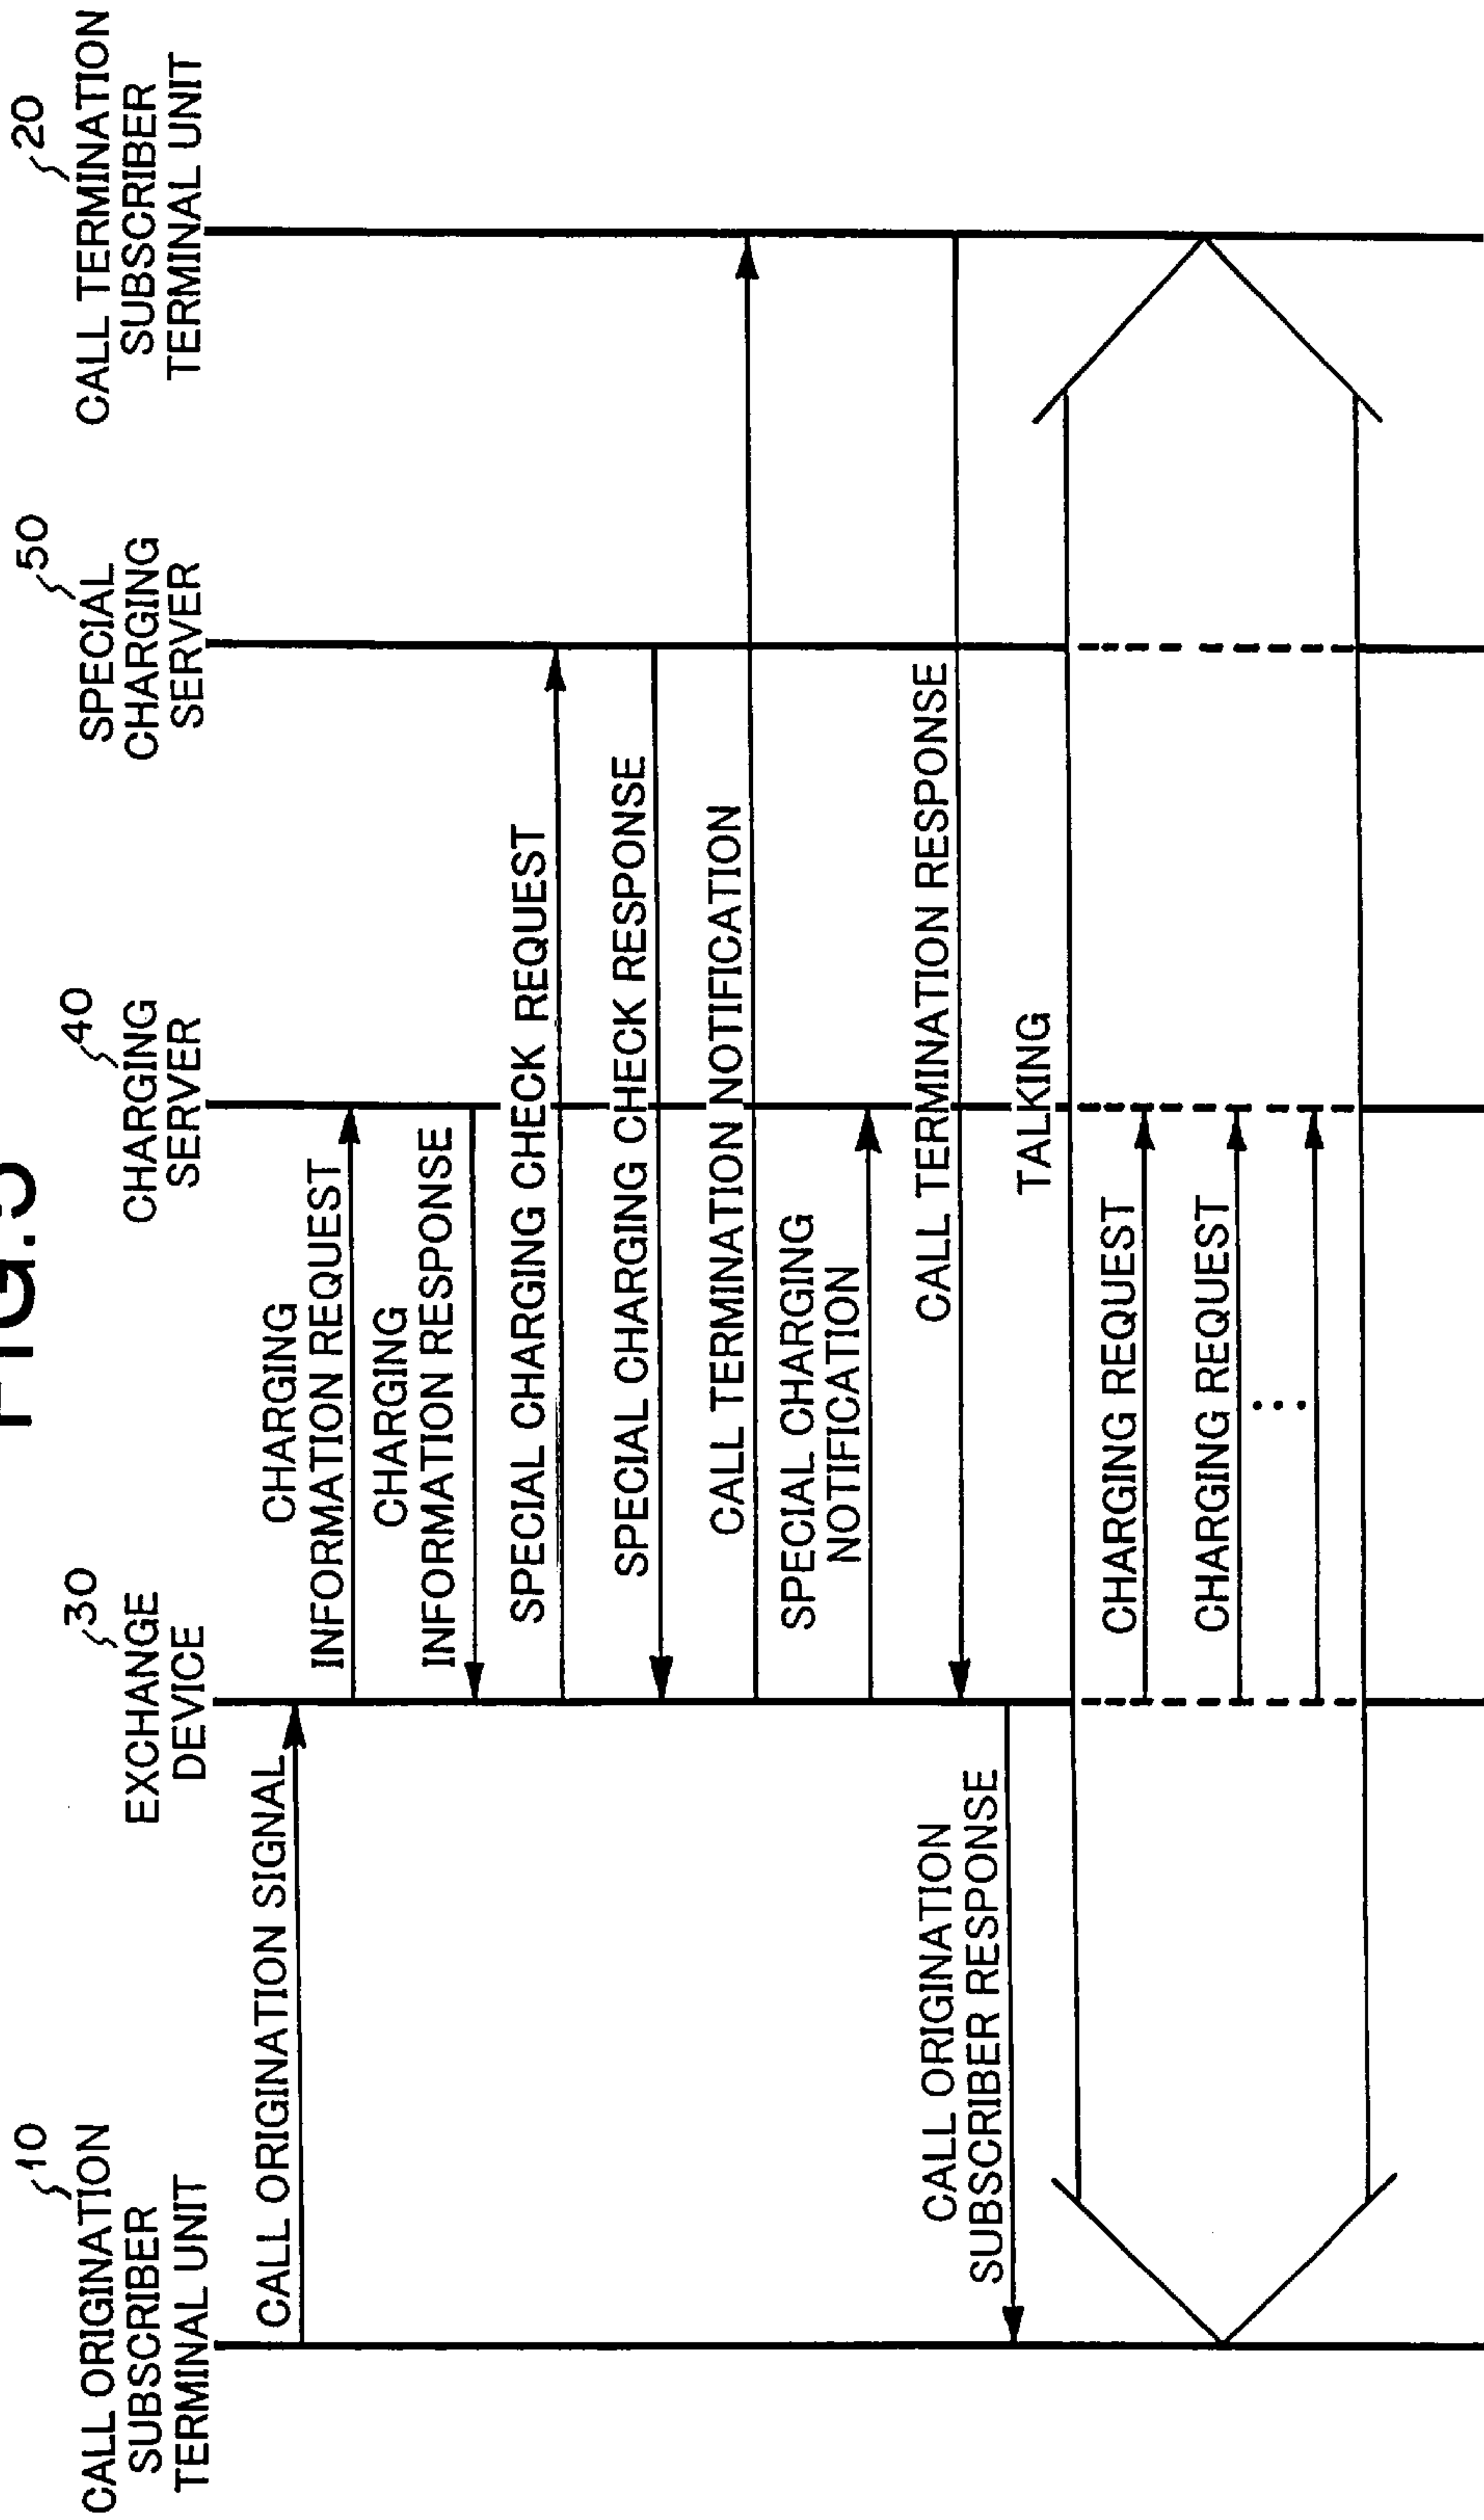 10
CALL ORIGINATION
SUBSCRIBER
TERMINAL UNIT
30
EXCHANGE
DEVICE
40
CHARGING
SERVER
50
SPECIAL
CHARGING
SERVER
20
CALL TERMINATION
SUBSCRIBER
TERMINAL UNIT
CALL ORIGINATION SIGNAL
CHARGING
INFORMATION REQUEST
CHARGING
INFORMATION RESPONSE
SPECIAL CHARGING CHECK REQUEST
SPECIAL CHARGING CHECK RESPONSE
CALL TERMINATION NOTIFICATION
SPECIAL CHARGING
NOTIFICATION
CALL TERMINATION RESPONSE
CALL ORIGINATION
SUBSCRIBER RESPONSE
TALKING
CHARGING REQUEST
CHARGING REQUEST
...